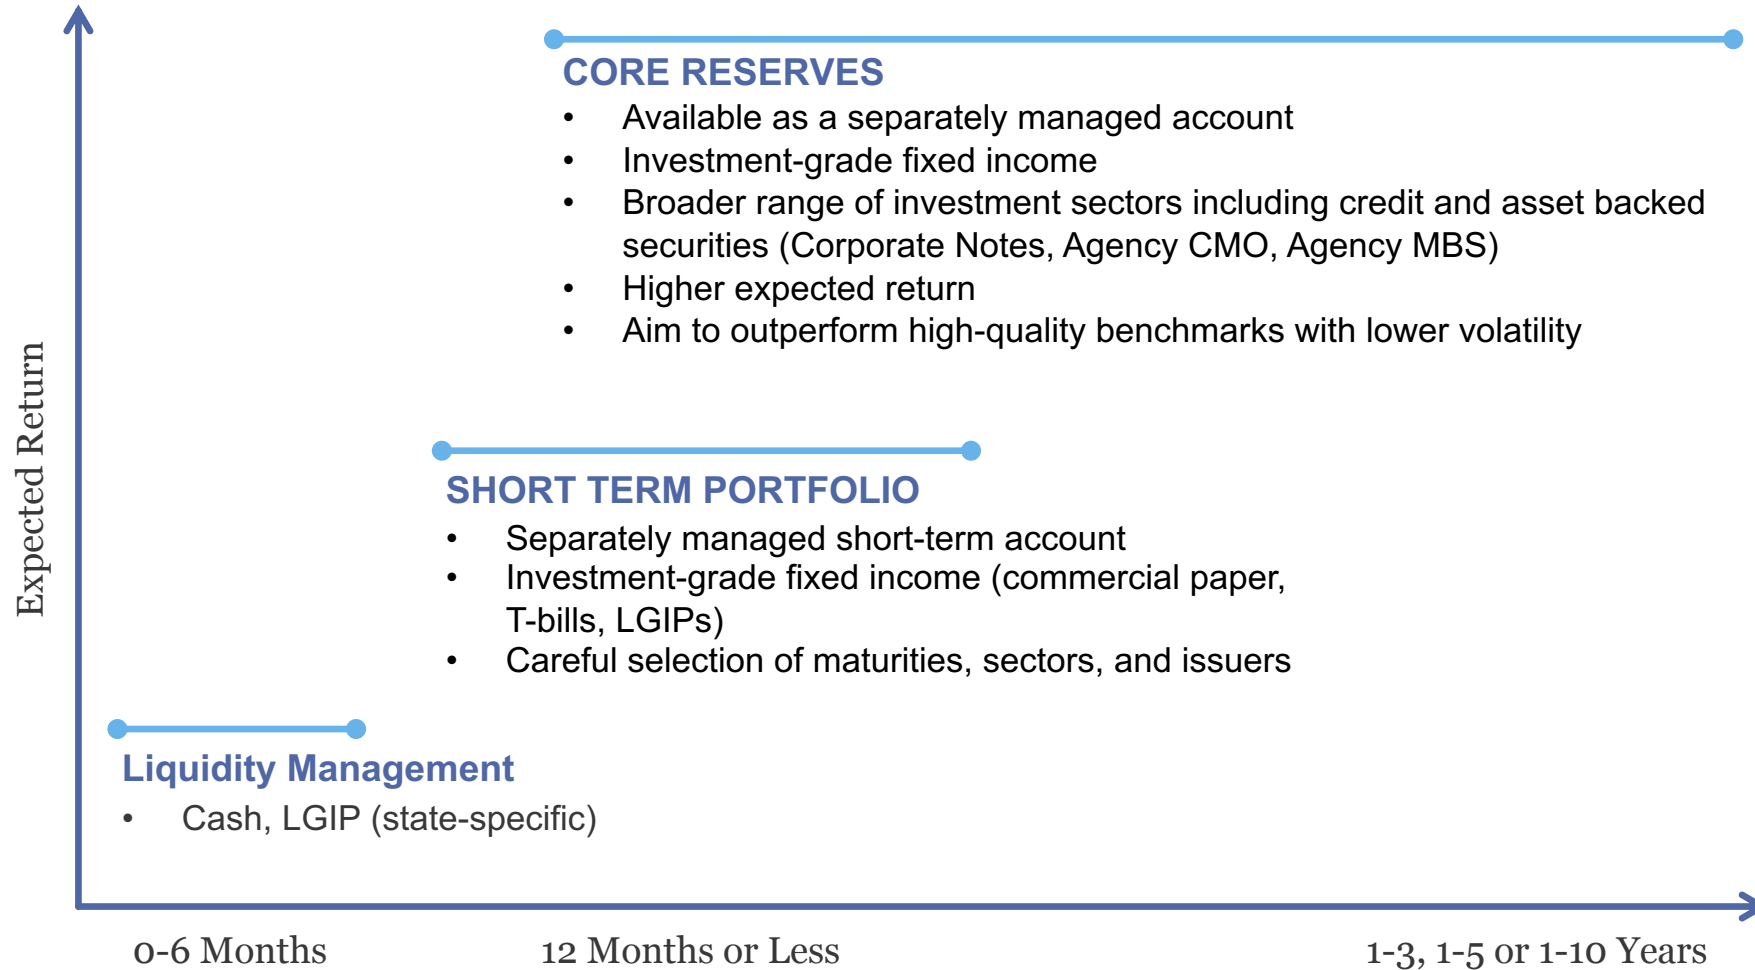 CORE RESERVES
• Available as a separately managed account
• Investment-grade fixed income
• Broader range of investment sectors including credit and asset backed
securities (Corporate Notes, Agency CMO, Agency MBS)
• Higher expected return
• Aim to outperform high-quality benchmarks with lower volatility
Expected Return
SHORT TERM PORTFOLIO
• Separately managed short-term account
• Investment-grade fixed income (commercial paper,
T-bills, LGIPs)
• Careful selection of maturities, sectors, and issuers
Liquidity Management
• Cash, LGIP (state-specific)
0-6 Months
12 Months or Less
1-3, 1-5 or 1-10 Years